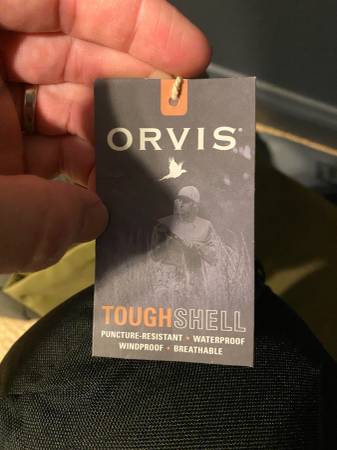 ORVIS®
TOUGHSHELL
PUNCTURE-RESISTANT • WATERPROOF
WINDPROOF • BREATHABLE